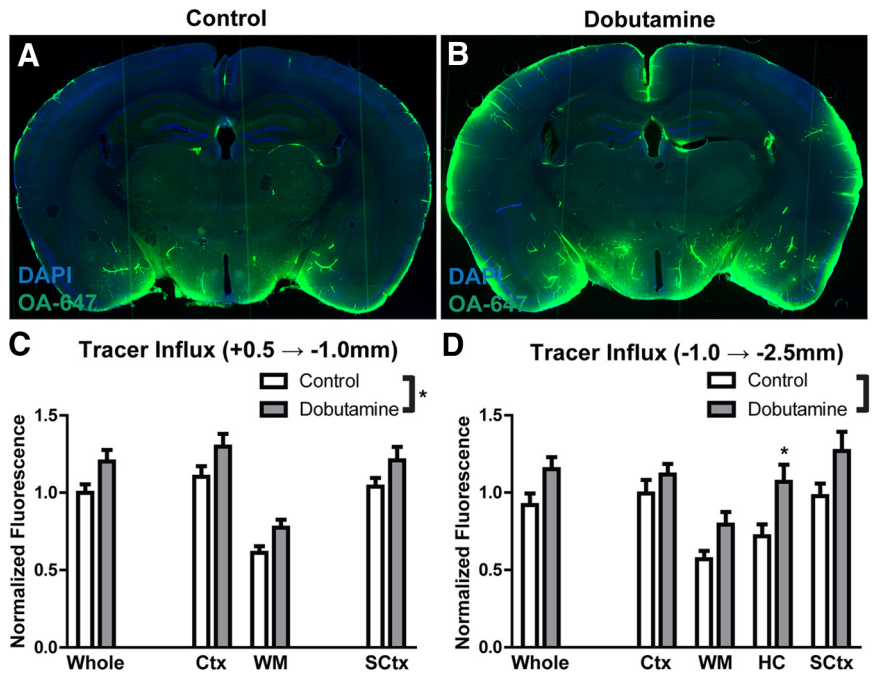 Control
Dobutamine
A
B
DAPI
OA-647
DAPI
OA-647
C
Tracer Influx (+0.5 → -1.0mm)
Control
Dobutamine
*
Normalized Fluorescence
1.5
1.0
0.5
0.0
Whole
Ctx
WM
SCtx
D
Tracer Influx (-1.0 → -2.5mm)
Control
Dobutamine
*
Normalized Fluorescence
1.5
1.0
0.5
0.0
Whole
Ctx
WM
HC
SCtx